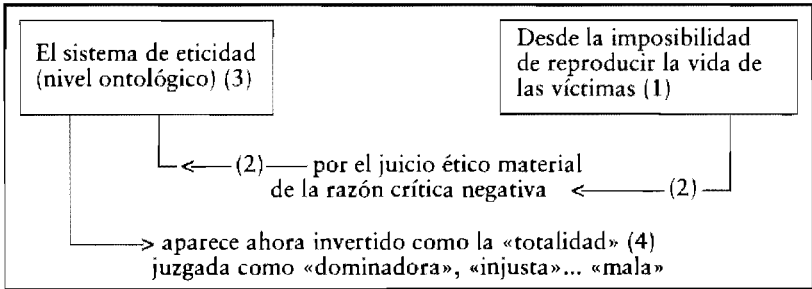 El sistema de eticidad
(nivel ontológico) (3)
Desde la imposibilidad
de reproducir la vida de
las víctimas (1)
(2) por el juicio ético material
de la razón crítica negativa (2)
aparece ahora invertido como la «totalidad» (4)
juzgada como «dominadora», «injusta»... «mala»